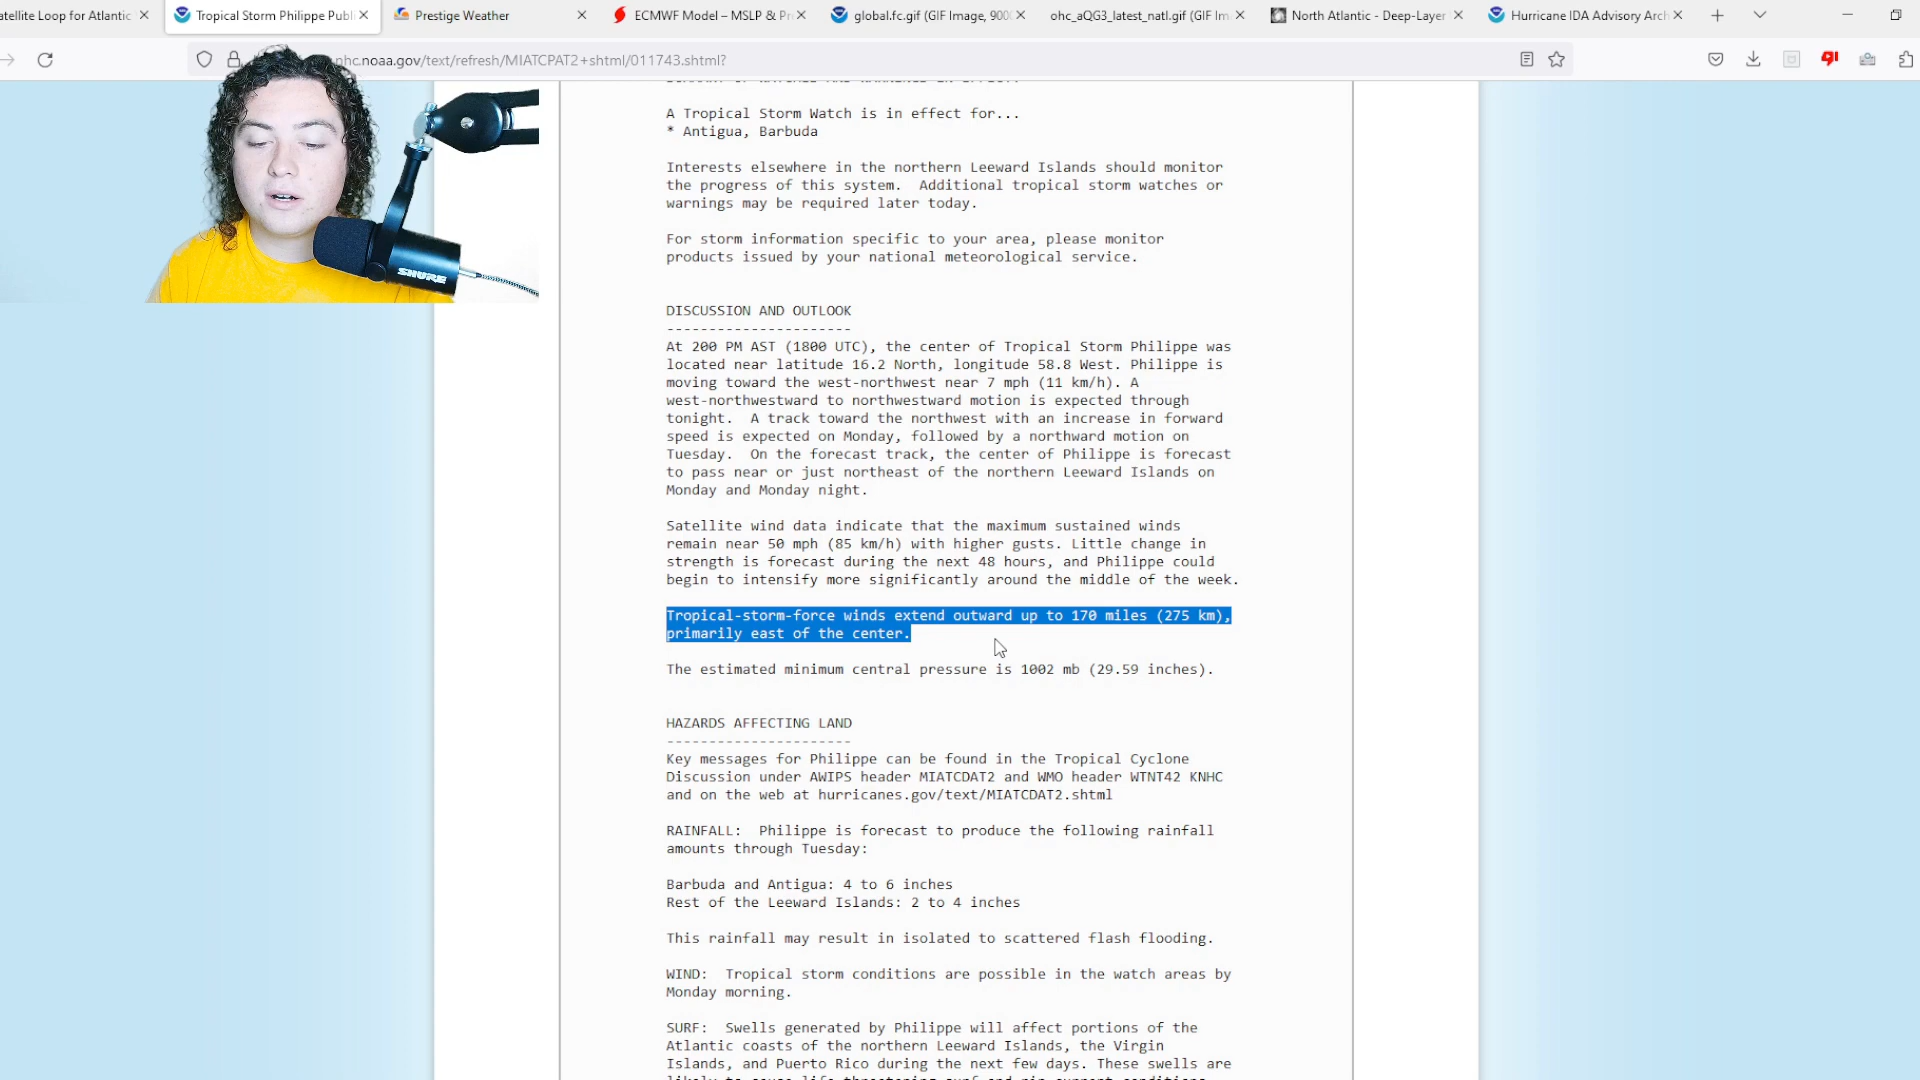 atellite Loop for Atlantic
Tropical Storm Philippe Publ
Prestige Weather
ECMWF Model – MSLP & Pr
global.fc.gif (GIF Image, 900
ohc_aQG3_latest_natl.gif (GIF Im
North Atlantic - Deep-Layer
Hurricane IDA Advisory Arch
nhc.noaa.gov/text/refresh/MIATCPAT2+shtml/011743.shtml?
A Tropical Storm Watch is in effect for...
* Antigua, Barbuda
Interests elsewhere in the northern Leeward Islands should monitor
the progress of this system.  Additional tropical storm watches or
warnings may be required later today.
For storm information specific to your area, please monitor
products issued by your national meteorological service.
DISCUSSION AND OUTLOOK
----------------------
At 200 PM AST (1800 UTC), the center of Tropical Storm Philippe was
located near latitude 16.2 North, longitude 58.8 West. Philippe is
moving toward the west-northwest near 7 mph (11 km/h). A
west-northwestward to northwestward motion is expected through
tonight.  A track toward the northwest with an increase in forward
speed is expected on Monday, followed by a northward motion on
Tuesday.  On the forecast track, the center of Philippe is forecast
to pass near or just northeast of the northern Leeward Islands on
Monday and Monday night.
Satellite wind data indicate that the maximum sustained winds
remain near 50 mph (85 km/h) with higher gusts. Little change in
strength is forecast during the next 48 hours, and Philippe could
begin to intensify more significantly around the middle of the week.
Tropical-storm-force winds extend outward up to 170 miles (275 km),
primarily east of the center.
The estimated minimum central pressure is 1002 mb (29.59 inches).
HAZARDS AFFECTING LAND
----------------------
Key messages for Philippe can be found in the Tropical Cyclone
Discussion under AWIPS header MIATCDAT2 and WMO header WTNT42 KNHC
and on the web at hurricanes.gov/text/MIATCDAT2.shtml
RAINFALL:  Philippe is forecast to produce the following rainfall
amounts through Tuesday:
Barbuda and Antigua: 4 to 6 inches
Rest of the Leeward Islands: 2 to 4 inches
This rainfall may result in isolated to scattered flash flooding.
WIND:  Tropical storm conditions are possible in the watch areas by
Monday morning.
SURF:  Swells generated by Philippe will affect portions of the
Atlantic coasts of the northern Leeward Islands, the Virgin
Islands, and Puerto Rico during the next few days. These swells are
SHURE